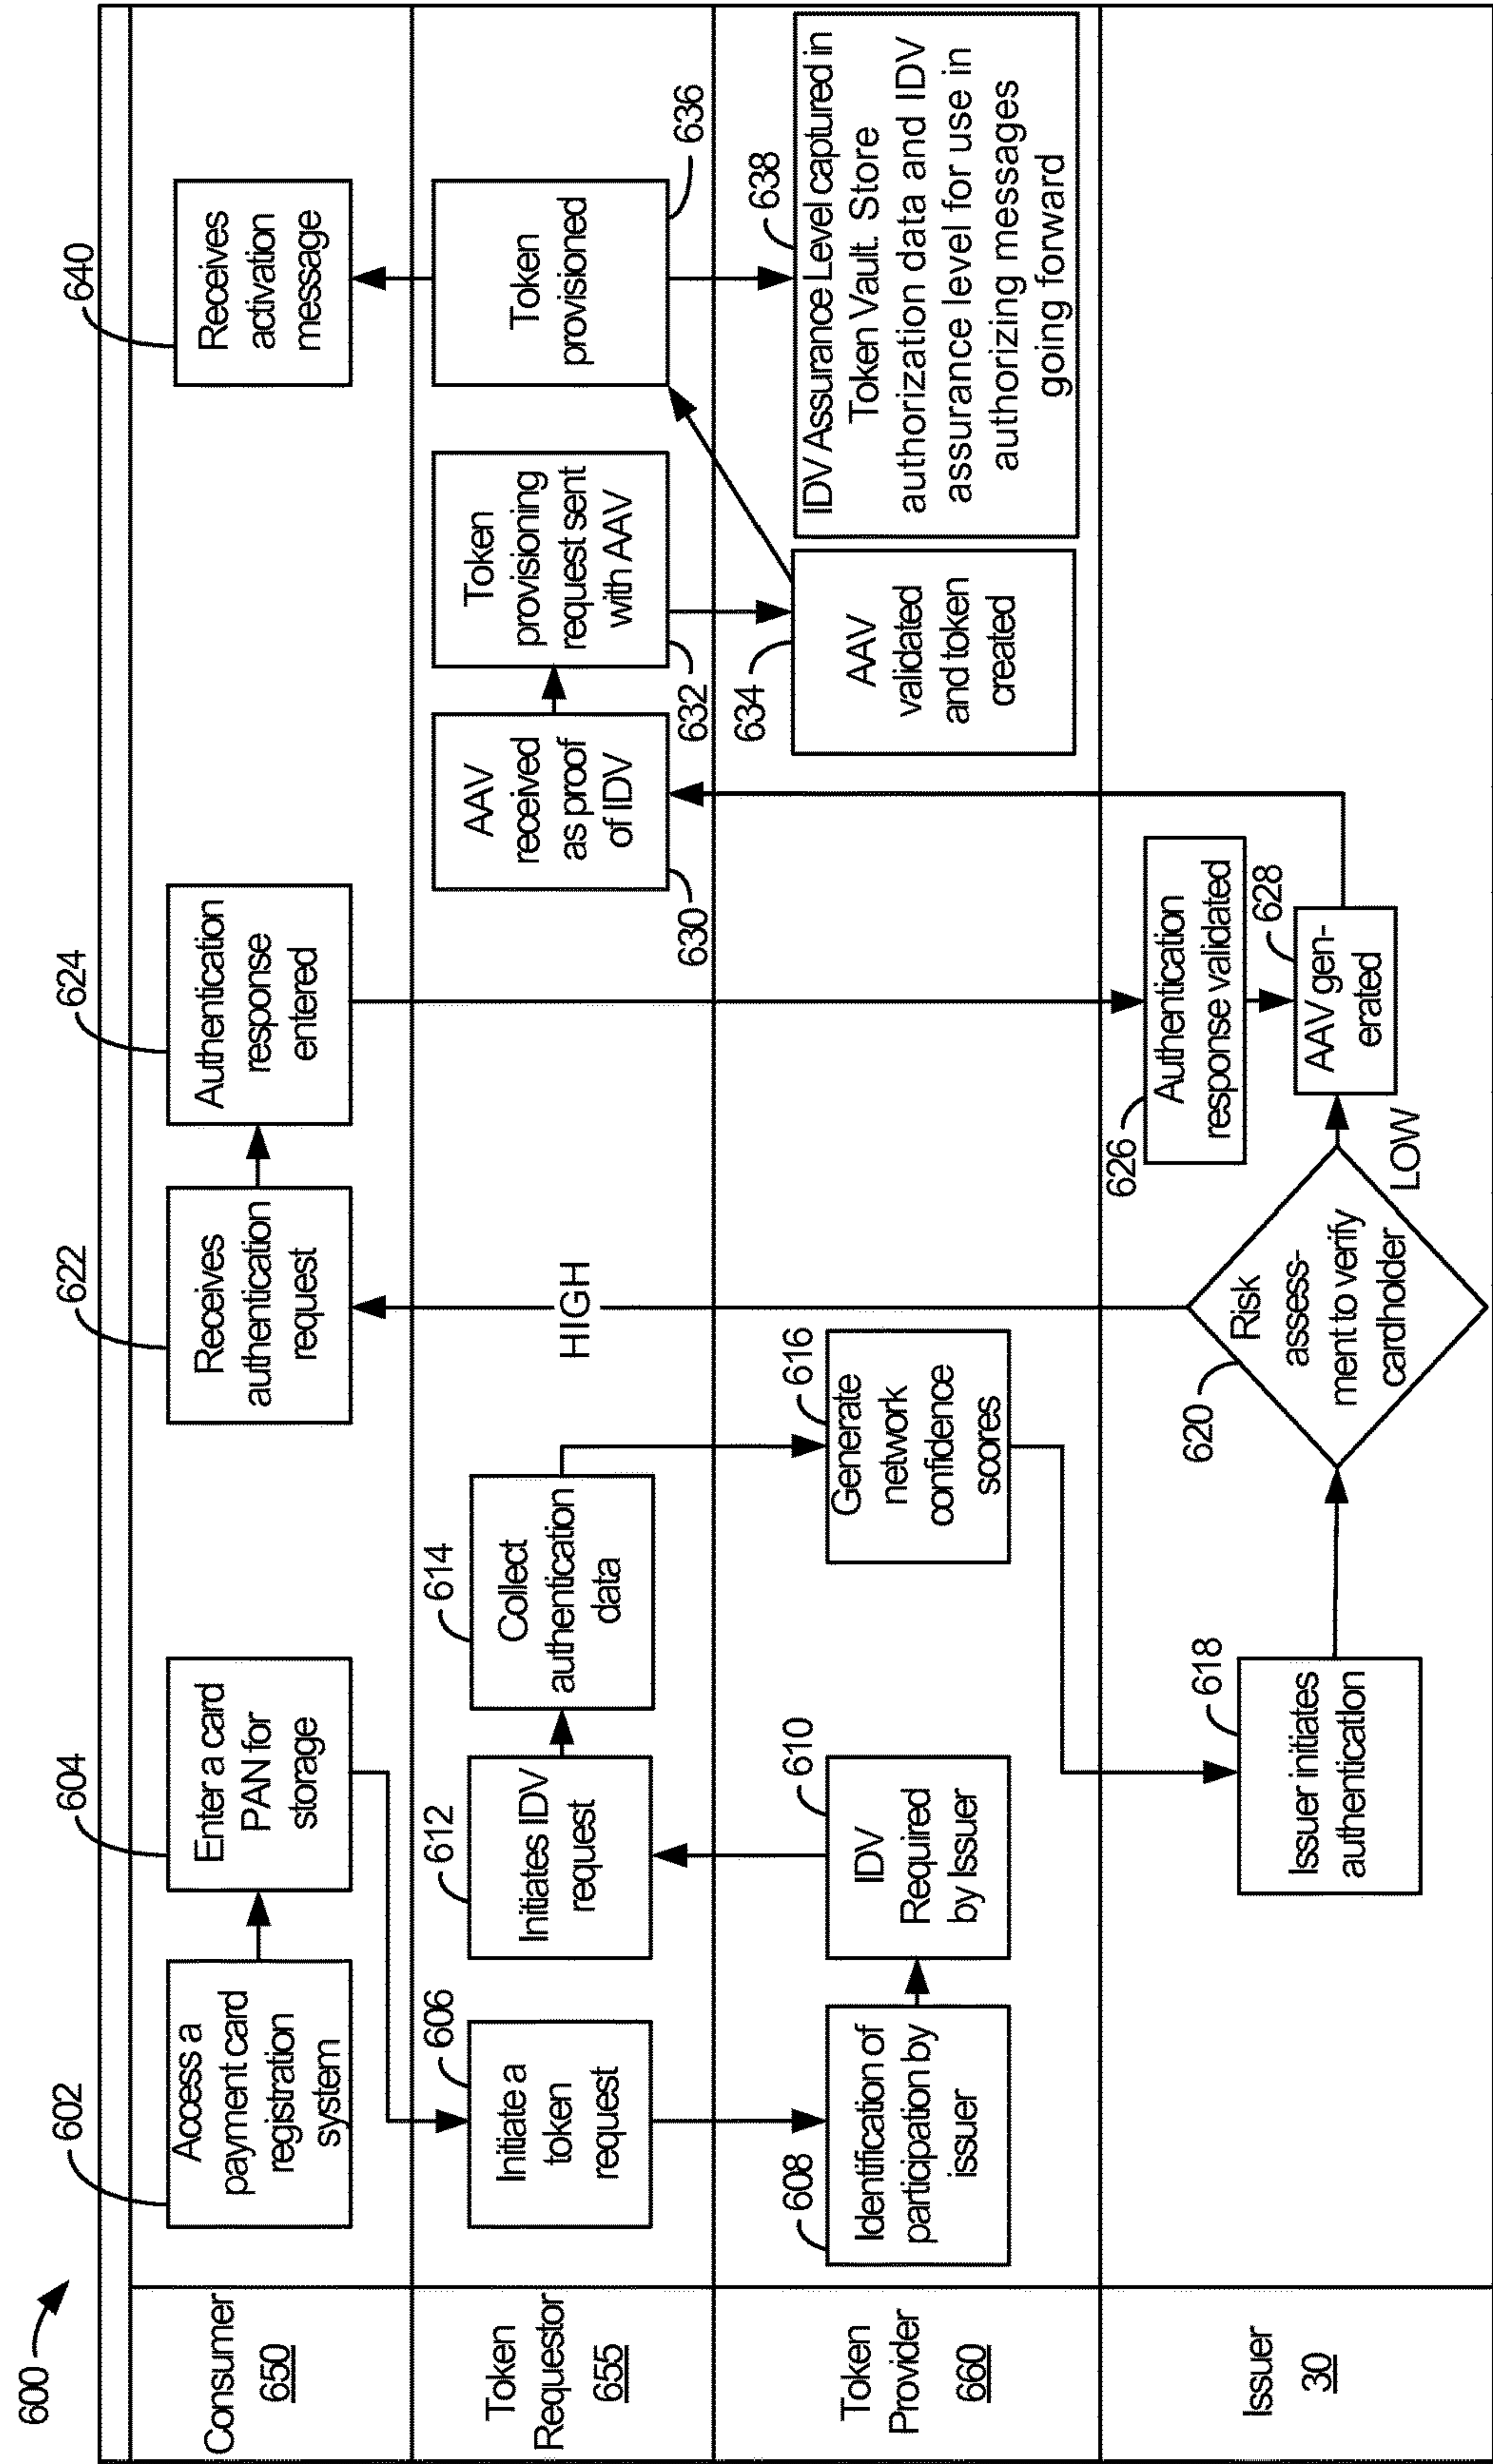 600
Consumer
650
602
Access a
payment card
registration
system
604
Enter a card
PAN for
storage
622
Receives
authentication
request
624
Authentication
response
entered
640
Receives
activation
message
Token
Requestor
655
606
Initiate a
token
request
612
Initiates IDV
request
614
Collect
authentication
data
HIGH
630
AAV
received
as proof
of IDV
632
Token
provisioning
request sent
with AAV
Token
provisioned
636
Token
Provider
660
608
Identification of
participation by
issuer
610
IDV
Required
by Issuer
616
Generate
network
confidence
scores
634
AAV
validated
and token
created
638
IDV Assurance Level captured in
Token Vault. Store
authorization data and IDV
assurance level for use in
authorizing messages
going forward
Issuer
30
618
Issuer initiates
authentication
620
Risk
assess-
ment to verify
cardholder
LOW
626
Authentication
response validated
628
AAV gen-
erated